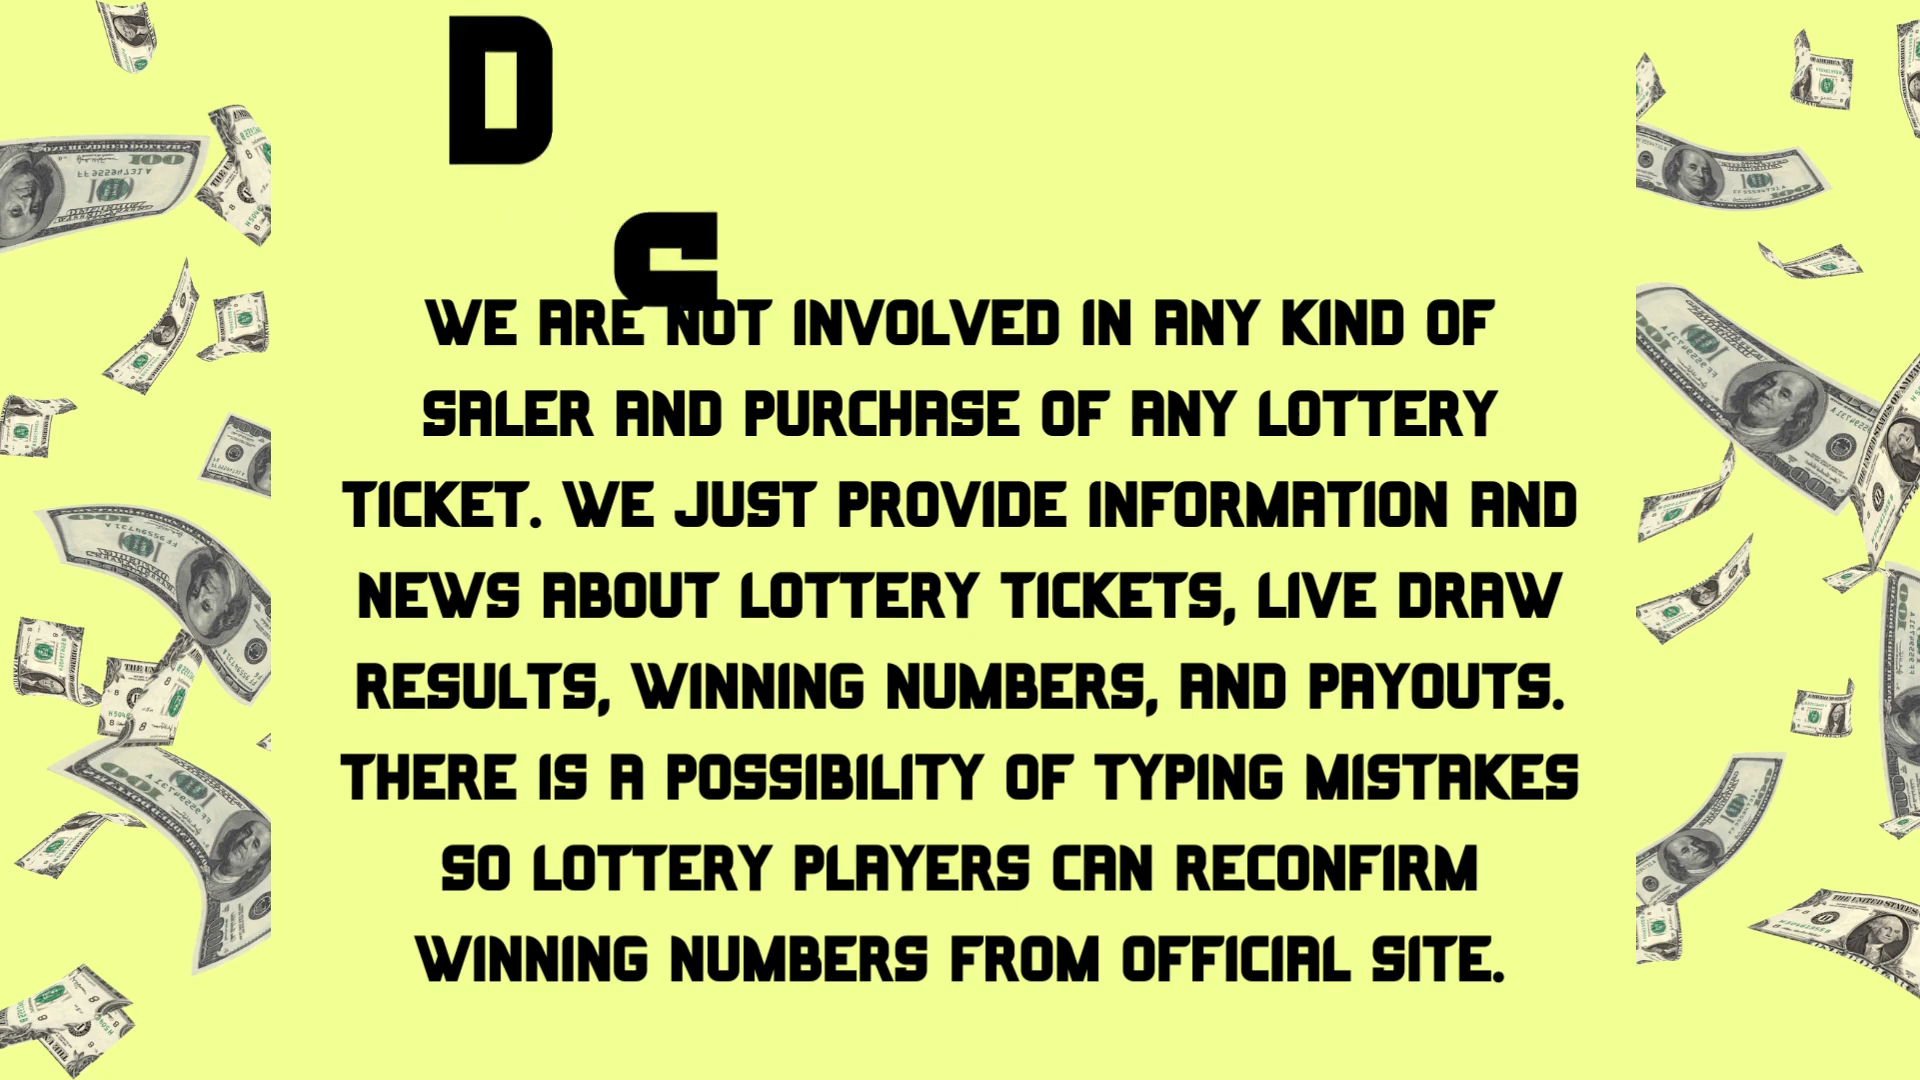 D
S
WE ARE NOT INVOLVED IN ANY KIND OF
SALER AND PURCHASE OF ANY LOTTERY
TICKET. WE JUST PROVIDE INFORMATION AND
NEWS ABOUT LOTTERY TICKETS, LIVE DRAW
RESULTS, WINNING NUMBERS, AND PAYOUTS.
THERE IS A POSSIBILITY OF TYPING MISTAKES
SO LOTTERY PLAYERS CAN RECONFIRM
WINNING NUMBERS FROM OFFICIAL SITE.